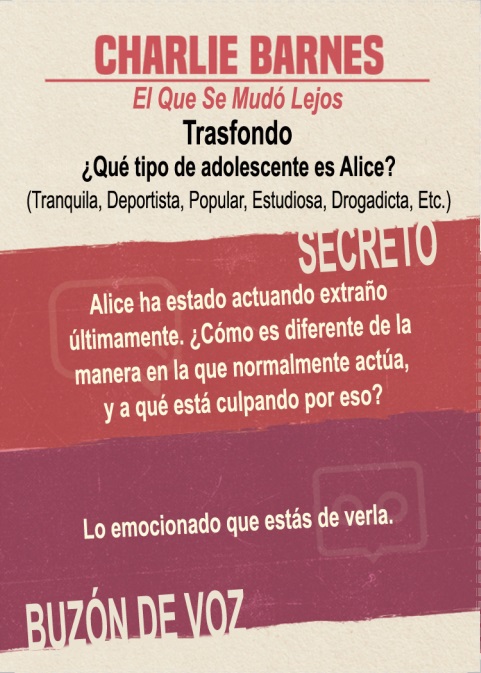 CHARLIE BARNES
El Que Se Mudó Lejos
Trasfondo
¿Qué tipo de adolescente es Alice?
(Tranquila, Deportista, Popular, Estudiosa, Drogadicta, Etc.)
SECRETO
Alice ha estado actuando extraño
últimamente. ¿Cómo es diferente de la
manera en la que normalmente actúa,
y a qué está culpando por eso?
Lo emocionado que estás de verla.
BUZÓN DE VOZ